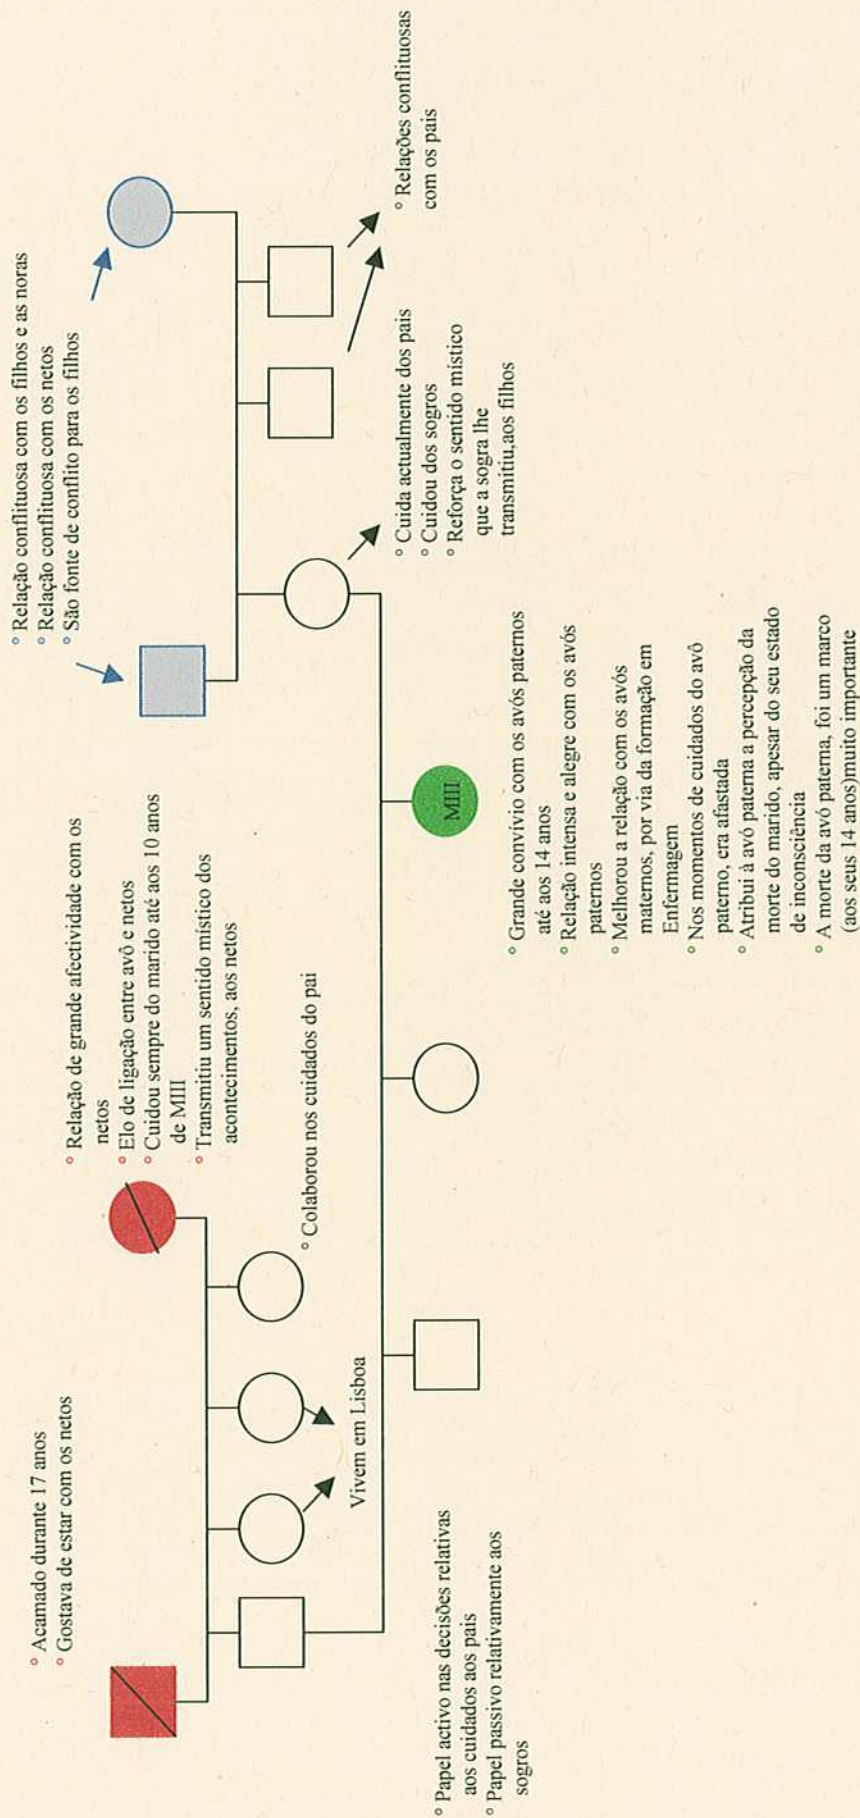 ° Acamado durante 17 anos
° Gostava de estar com os netos
° Relação de grande afectividade com os
netos
° Elo de ligação entre avô e netos
° Cuidou sempre do marido até aos 10 anos
de MIII
° Transmitiu um sentido místico dos
acontecimentos, aos netos
° Relação conflituosa com os filhos e as noras
° Relação conflituosa com os netos
° São fonte de conflito para os filhos
° Colaborou nos cuidados do pai
Vivem em Lisboa
° Relações conflituosas
com os pais
° Cuida actualmente dos pais
° Cuidou dos sogros
° Reforça o sentido místico
que a sogra lhe
transmitiu,aos filhos
° Papel activo nas decisões relativas
aos cuidados aos pais
° Papel passivo relativamente aos
sogros
MIII
° Grande convívio com os avós paternos
até aos 14 anos
° Relação intensa e alegre com os avós
paternos
° Melhorou a relação com os avós
maternos, por via da formação em
Enfermagem
° Nos momentos de cuidados do avô
paterno, era afastada
° Atribui à avó paterna a percepção da
morte do marido, apesar do seu estado
de inconsciência
° A morte da avó paterna, foi um marco
(aos seus 14 anos)muito importante